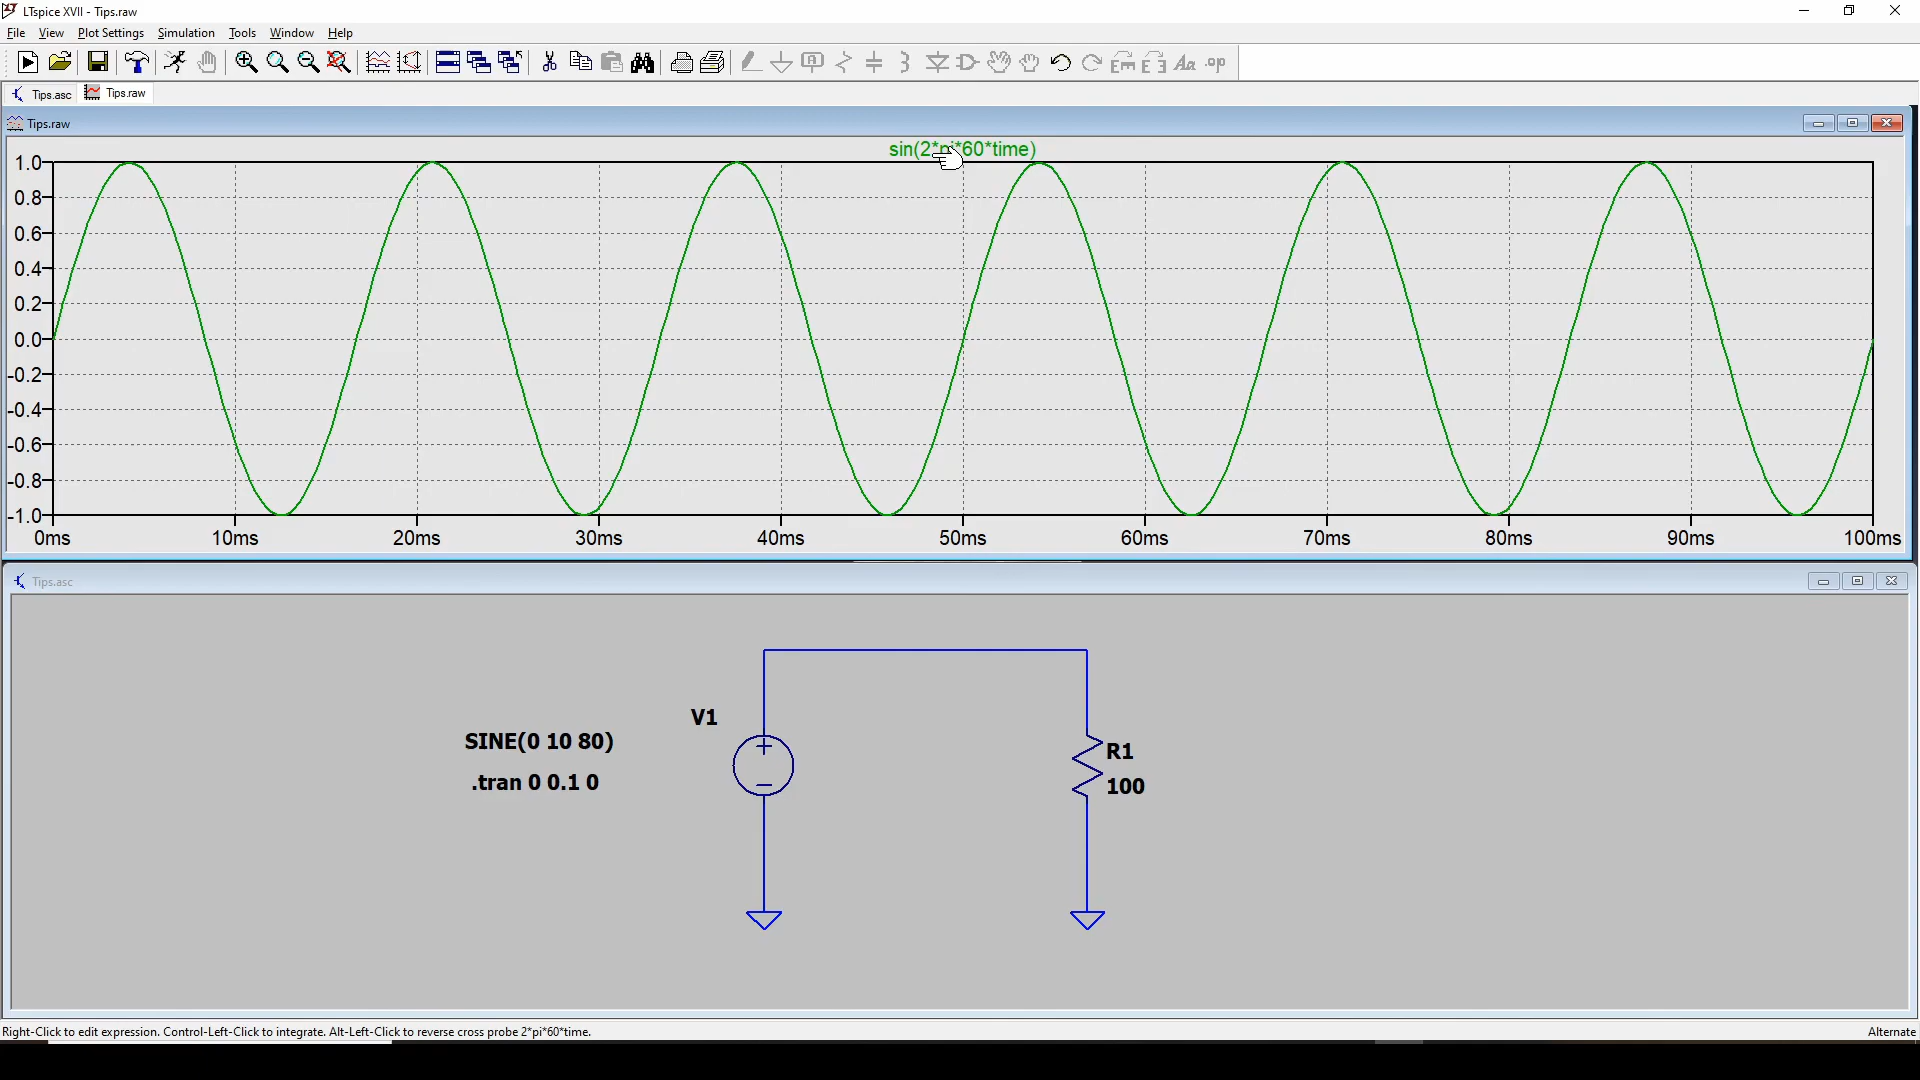 LTspice XVII - Tips.raw
File View Plot Settings Simulation Tools Window Help
Tips.asc Tips.raw
Tips.raw
sin(2*pi*60*time)
1.0
0.8
0.6
0.4
0.2
0.0
-0.2
-0.4
-0.6
-0.8
-1.0
0ms 10ms 20ms 30ms 40ms 50ms 60ms 70ms 80ms 90ms 100ms
Tips.asc
V1
SINE(0 10 80)
.tran 0 0.1 0
R1
100
Right-Click to edit expression. Control-Left-Click to integrate. Alt-Left-Click to reverse cross probe 2*pi*60*time.
Alternate